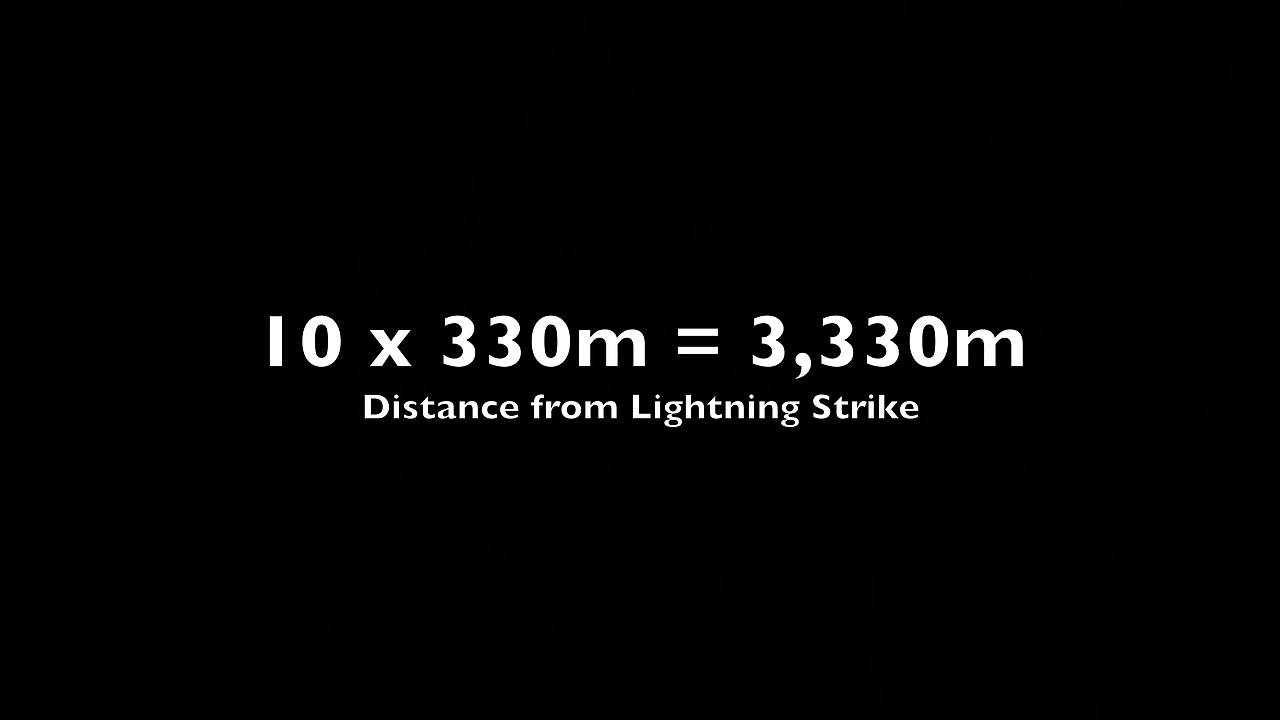 10 x 330m = 3,330m
Distance from Lightning Strike